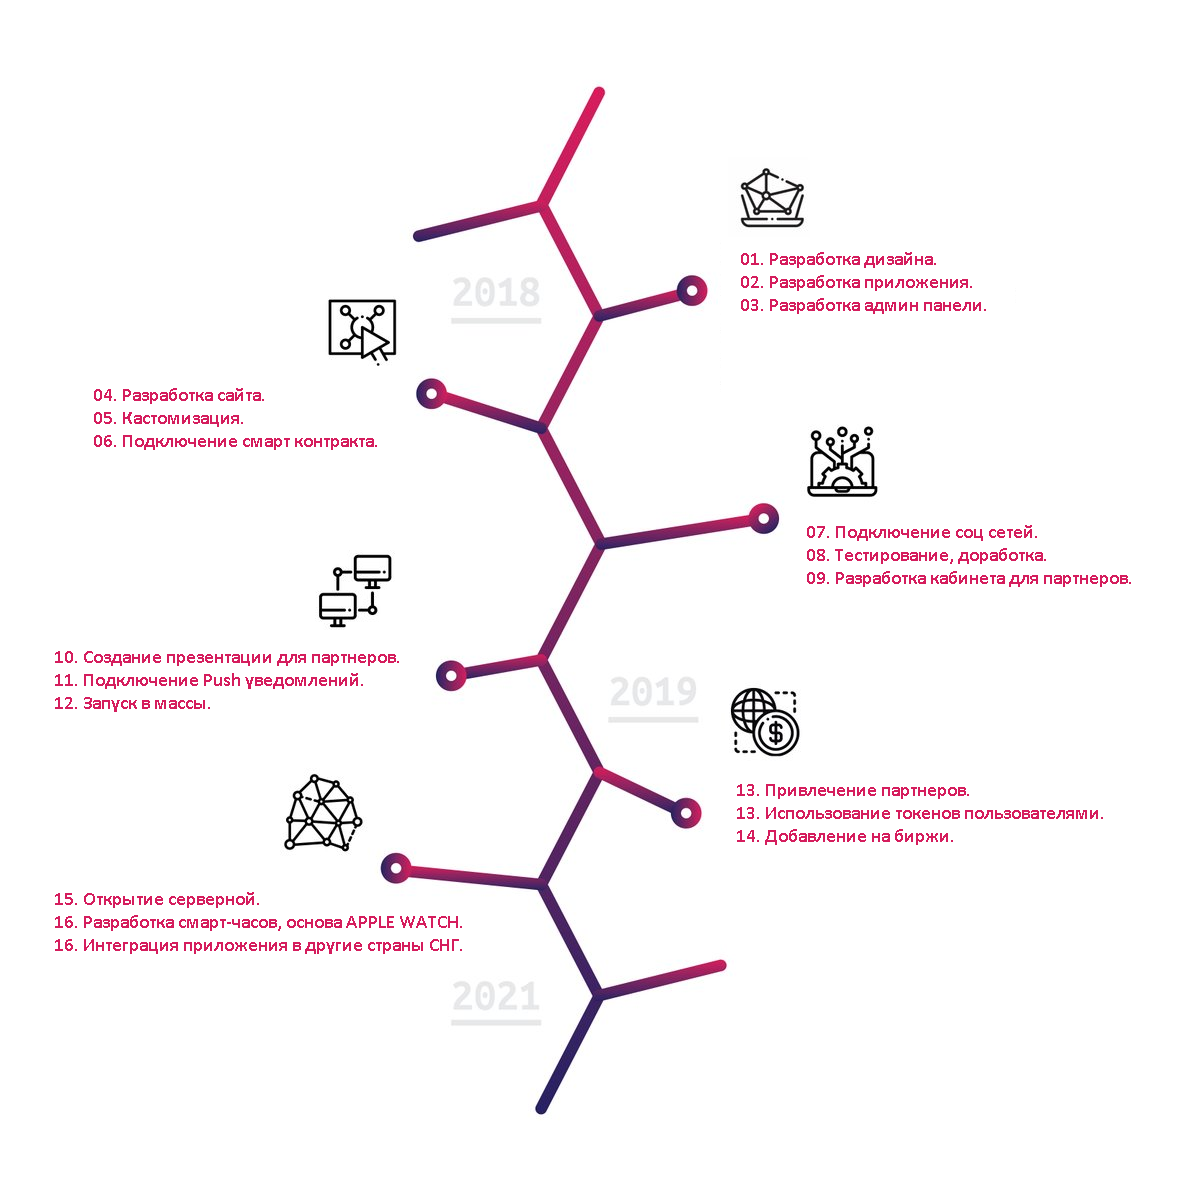 2018
01. Разработка дизайна.
02. Разработка приложения.
03. Разработка админ панели.
04. Разработка сайта.
05. Кастомизация.
06. Подключение смарт контракта.
07. Подключение соц сетей.
08. Тестирование, доработка.
09. Разработка кабинета для партнеров.
10. Создание презентации для партнеров.
11. Подключение Push уведомлений.
12. Запуск в массы.
2019
$
13. Привлечение партнеров.
13. Использование токенов пользователями.
14. Добавление на биржи.
15. Открытие серверной.
16. Разработка смарт-часов, основа APPLE WATCH.
16. Интеграция приложения в другие страны СНГ.
2021